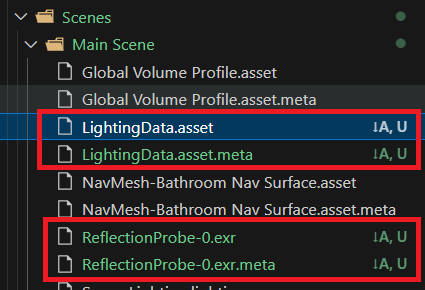 Scenes
Main Scene
Global Volume Profile.asset
Global Volume Profile.asset.meta
LightingData.asset ↓A, U
LightingData.asset.meta ↓A, U
NavMesh-Bathroom Nav Surface.asset
NavMesh-Bathroom Nav Surface.asset.meta
ReflectionProbe-0.exr ↓A, U
ReflectionProbe-0.exr.meta ↓A, U